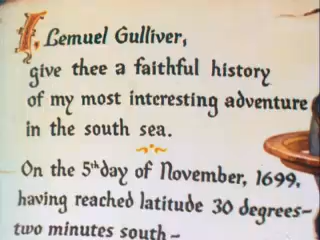 I, Lemuel Gulliver,
give thee a faithful history
of my most interesting adventure
in the south sea.
On the 5th day of November, 1699,
having reached latitude 30 degrees–
two minutes south –